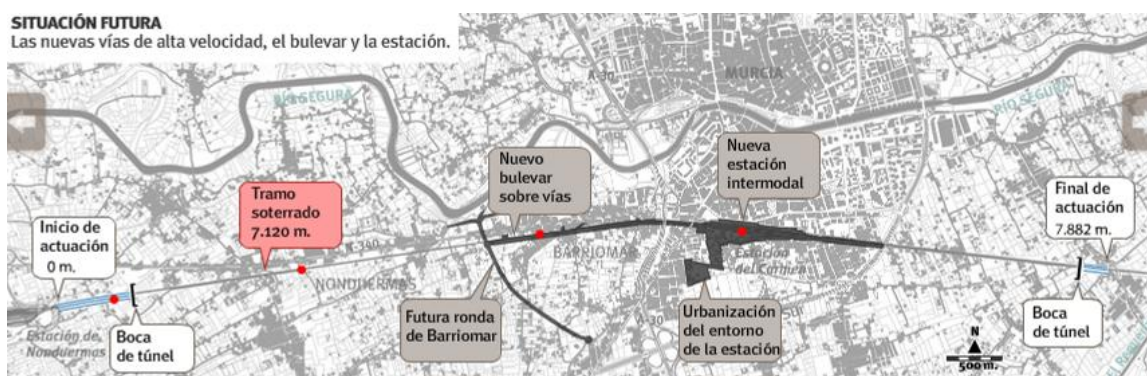 SITUACIÓN FUTURA
Las nuevas vías de alta velocidad, el bulevar y la estación.
RÍO SEGURA
A-30
MURCIA
RÍO SEGURA
Nuevo
bulevar
sobre vías
Nueva
estación
intermodal
Tramo
soterrado
7.120 m.
Final de
actuación
7.882 m.
Inicio de
actuación
0 m.
BARRIOMAR
Estación
del Carmen
NONDUERMAS
Futura ronda
de Barriomar
Urbanización
del entorno
de la estación
A-30
Estación de
Nonduermas
Boca
de túnel
Boca
de túnel
N
500 m.